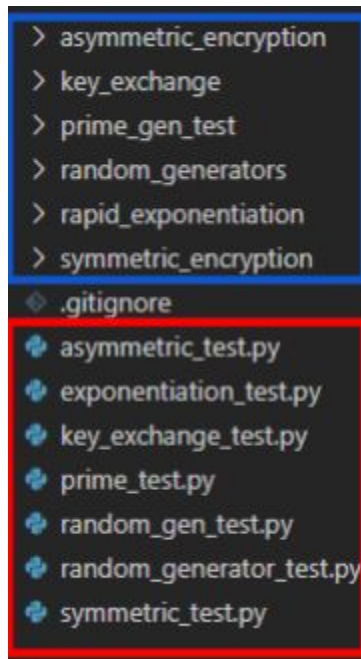 asymmetric_encryption
key_exchange
prime_gen_test
random_generators
rapid_exponentiation
symmetric_encryption
.gitignore
asymmetric_test.py
exponentiation_test.py
key_exchange_test.py
prime_test.py
random_gen_test.py
random_generator_test.py
symmetric_test.py